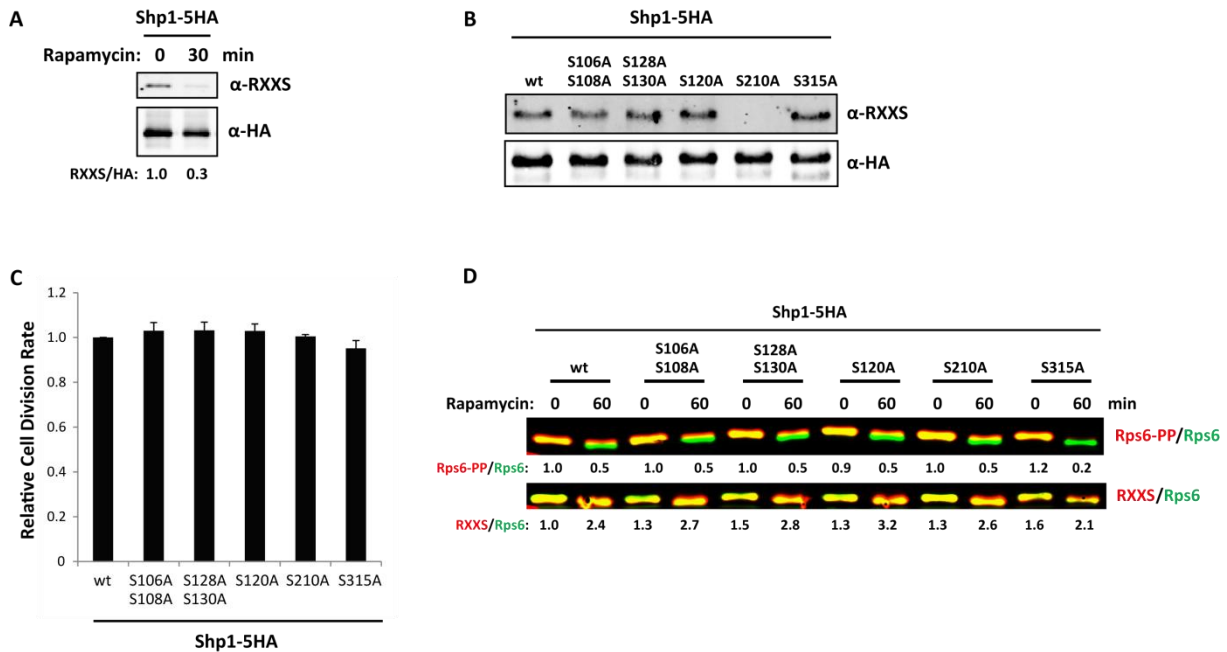 A
Shp1-5HA
Rapamycin: 0 30 min
α-RXXS
α-HA
RXXS/HA: 1.0 0.3
B
Shp1-5HA
S106A S128A
wt S108A S130A S120A S210A S315A
α-RXXS
α-HA
C
Relative Cell Division Rate
1.2
1.0
0.8
0.6
0.4
0.2
0
wt S106A S128A S120A S210A S315A
S108A S130A
Shp1-5HA
D
Shp1-5HA
S106A S128A
wt S108A S130A S120A S210A S315A
Rapamycin: 0 60 0 60 0 60 0 60 0 60 0 60 min
Rps6-PP/Rps6
Rps6-PP/Rps6: 1.0 0.5 1.0 0.5 1.0 0.5 0.9 0.5 1.0 0.5 1.2 0.2
RXXS/Rps6
RXXS/Rps6: 1.0 2.4 1.3 2.7 1.5 2.8 1.3 3.2 1.3 2.6 1.6 2.1